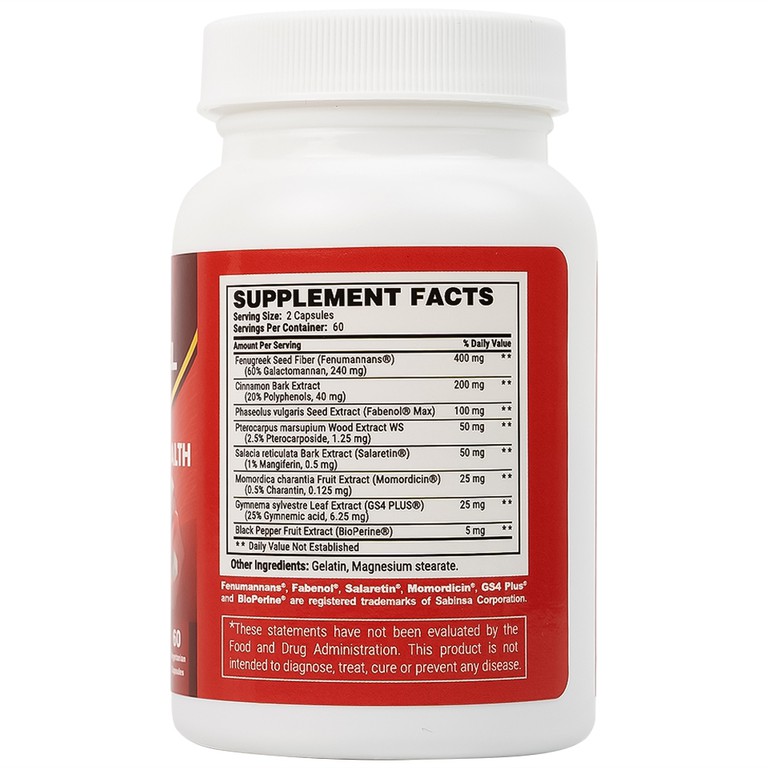 SUPPLEMENT FACTS
Serving Size: 2 Capsules
Servings Per Container: 60
Amount Per Serving % Daily Value
Fenugreek Seed Fiber (Fenumannans®) 400 mg **
(60% Galactomannan, 240 mg)
Cinnamon Bark Extract 200 mg **
(20% Polyphenols, 40 mg)
Phaseolus vulgaris Seed Extract (Fabenol® Max) 100 mg **
Pterocarpus marsupium Wood Extract WS 50 mg **
(2.5% Pterocarposide, 1.25 mg)
Salacia reticulata Bark Extract (Salaretin®) 50 mg **
(1% Mangiferin, 0.5 mg)
Momordica charantia Fruit Extract (Momordicin®) 25 mg **
(0.5% Charantin, 0.125 mg)
Gymnema sylvestre Leaf Extract (GS4 PLUS®) 25 mg **
(25% Gymnemic acid, 6.25 mg)
Black Pepper Fruit Extract (BioPerine®) 5 mg **
** Daily Value Not Established
Other Ingredients: Gelatin, Magnesium stearate.
Fenumannans®, Fabenol®, Salaretin®, Momordicin®, GS4 Plus®
and BioPerine® are registered trademarks of Sabinsa Corporation.
*These statements have not been evaluated by the
Food and Drug Administration. This product is not
intended to diagnose, treat, cure or prevent any disease.
60